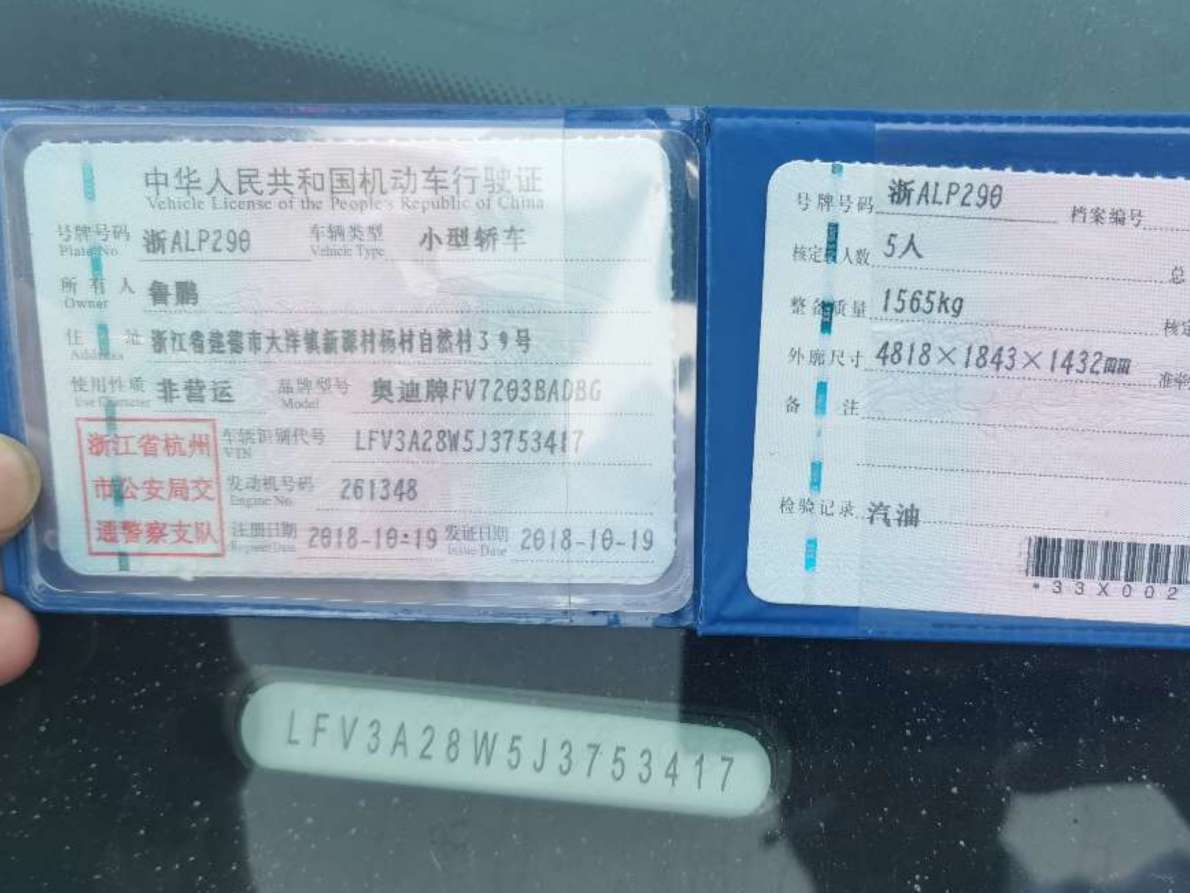 中华人民共和国机动车行驶证
Vehicle License of the People's Republic of China
号牌号码 浙ALP290 车辆类型 小型轿车
Plate No. Vehicle Type
所有人 鲁鹏
Owner
住址 浙江省建德市大洋镇新源村杨村自然村39号
Address
使用性质 非营运 品牌型号 奥迪牌FV7203BADBG
Use Character Model
浙江省杭州市公安局交通警察支队
车辆识别代号 LFV3A28W5J3753417
VIN
发动机号码 261348
Engine No.
注册日期 2018-10-19 发证日期 2018-10-19
Register Date Issue Date
号牌号码 浙ALP290 档案编号
核定载人数 5人 总
整备质量 1565kg 核定
外廓尺寸 4818×1843×1432mm 准牵
备注
检验记录 汽油
*33X002
LFV3A28W5J3753417